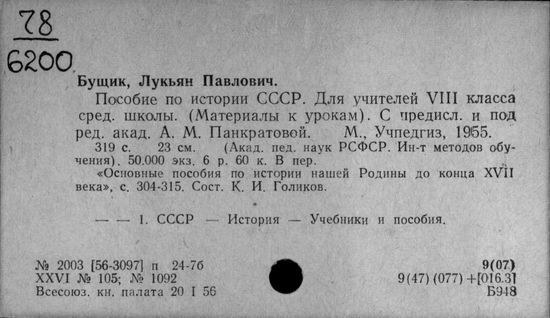 78
6200
Бущик, Лукьян Павлович.
Пособие по истории СССР. Для учителей VIII класса
сред. школы. (Материалы к урокам). С предисл. и под
ред. акад. А. М. Панкратовой. М., Учпедгиз, 1955.
319 с. 23 см. (Акад. пед. наук РСФСР. Ин-т методов обу-
чения). 50.000 экз. 6 р. 60 к. В пер.
«Основные пособия по истории нашей Родины до конца XVII
века», с. 304-315. Сост. К. И. Голиков.
— — 1. СССР — История — Учебники и пособия.
№ 2003 [56-3097] п 24-7б 9(07)
XXVI № 105; № 1092 9(47) (077) +[016.3]
Всесоюз. кн. палата 20 I 56 Б948